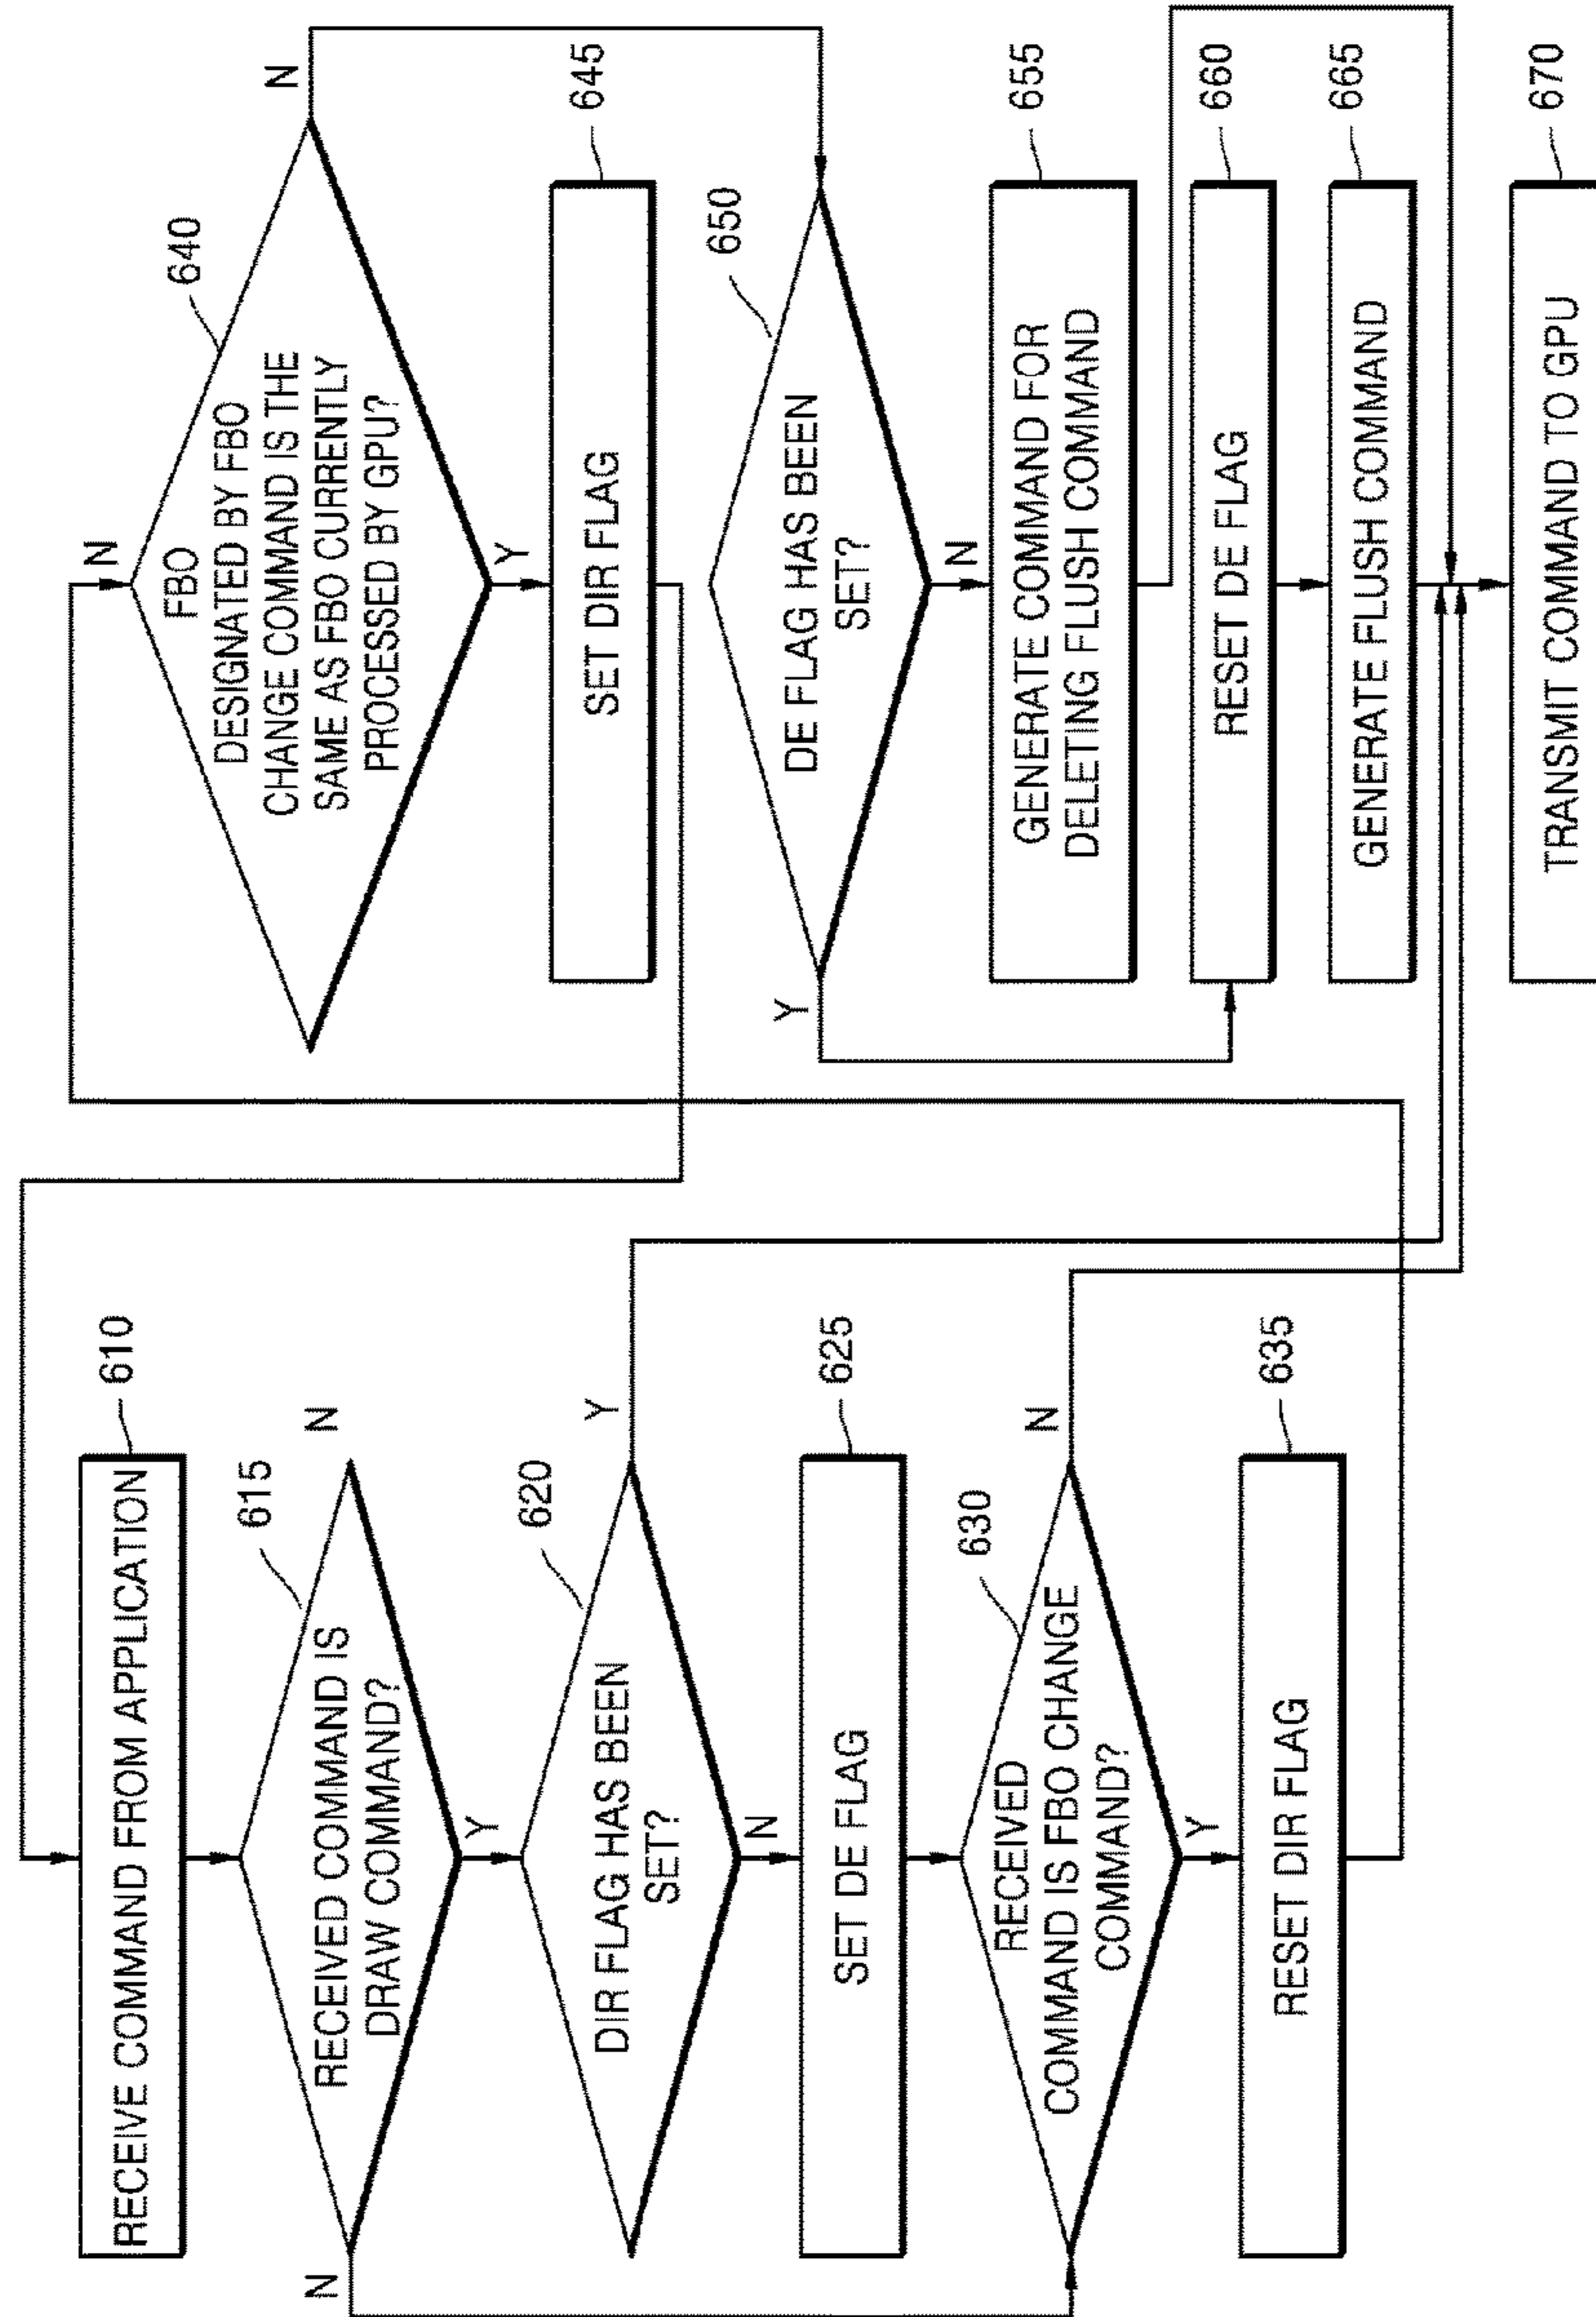 RECEIVE COMMAND FROM APPLICATION
610
RECEIVED COMMAND IS
DRAW COMMAND?
615
N
N
Y
DIR FLAG HAS BEEN
SET?
620
Y
N
SET DE FLAG
625
RECEIVED
COMMAND IS FBO CHANGE
COMMAND?
630
N
Y
RESET DIR FLAG
635
N
FBO
DESIGNATED BY FBO
CHANGE COMMAND IS THE
SAME AS FBO CURRENTLY
PROCESSED BY GPU?
640
N
Y
SET DIR FLAG
645
DE FLAG HAS BEEN
SET?
650
Y
N
GENERATE COMMAND FOR
DELETING FLUSH COMMAND
655
RESET DE FLAG
660
GENERATE FLUSH COMMAND
665
TRANSMIT COMMAND TO GPU
670